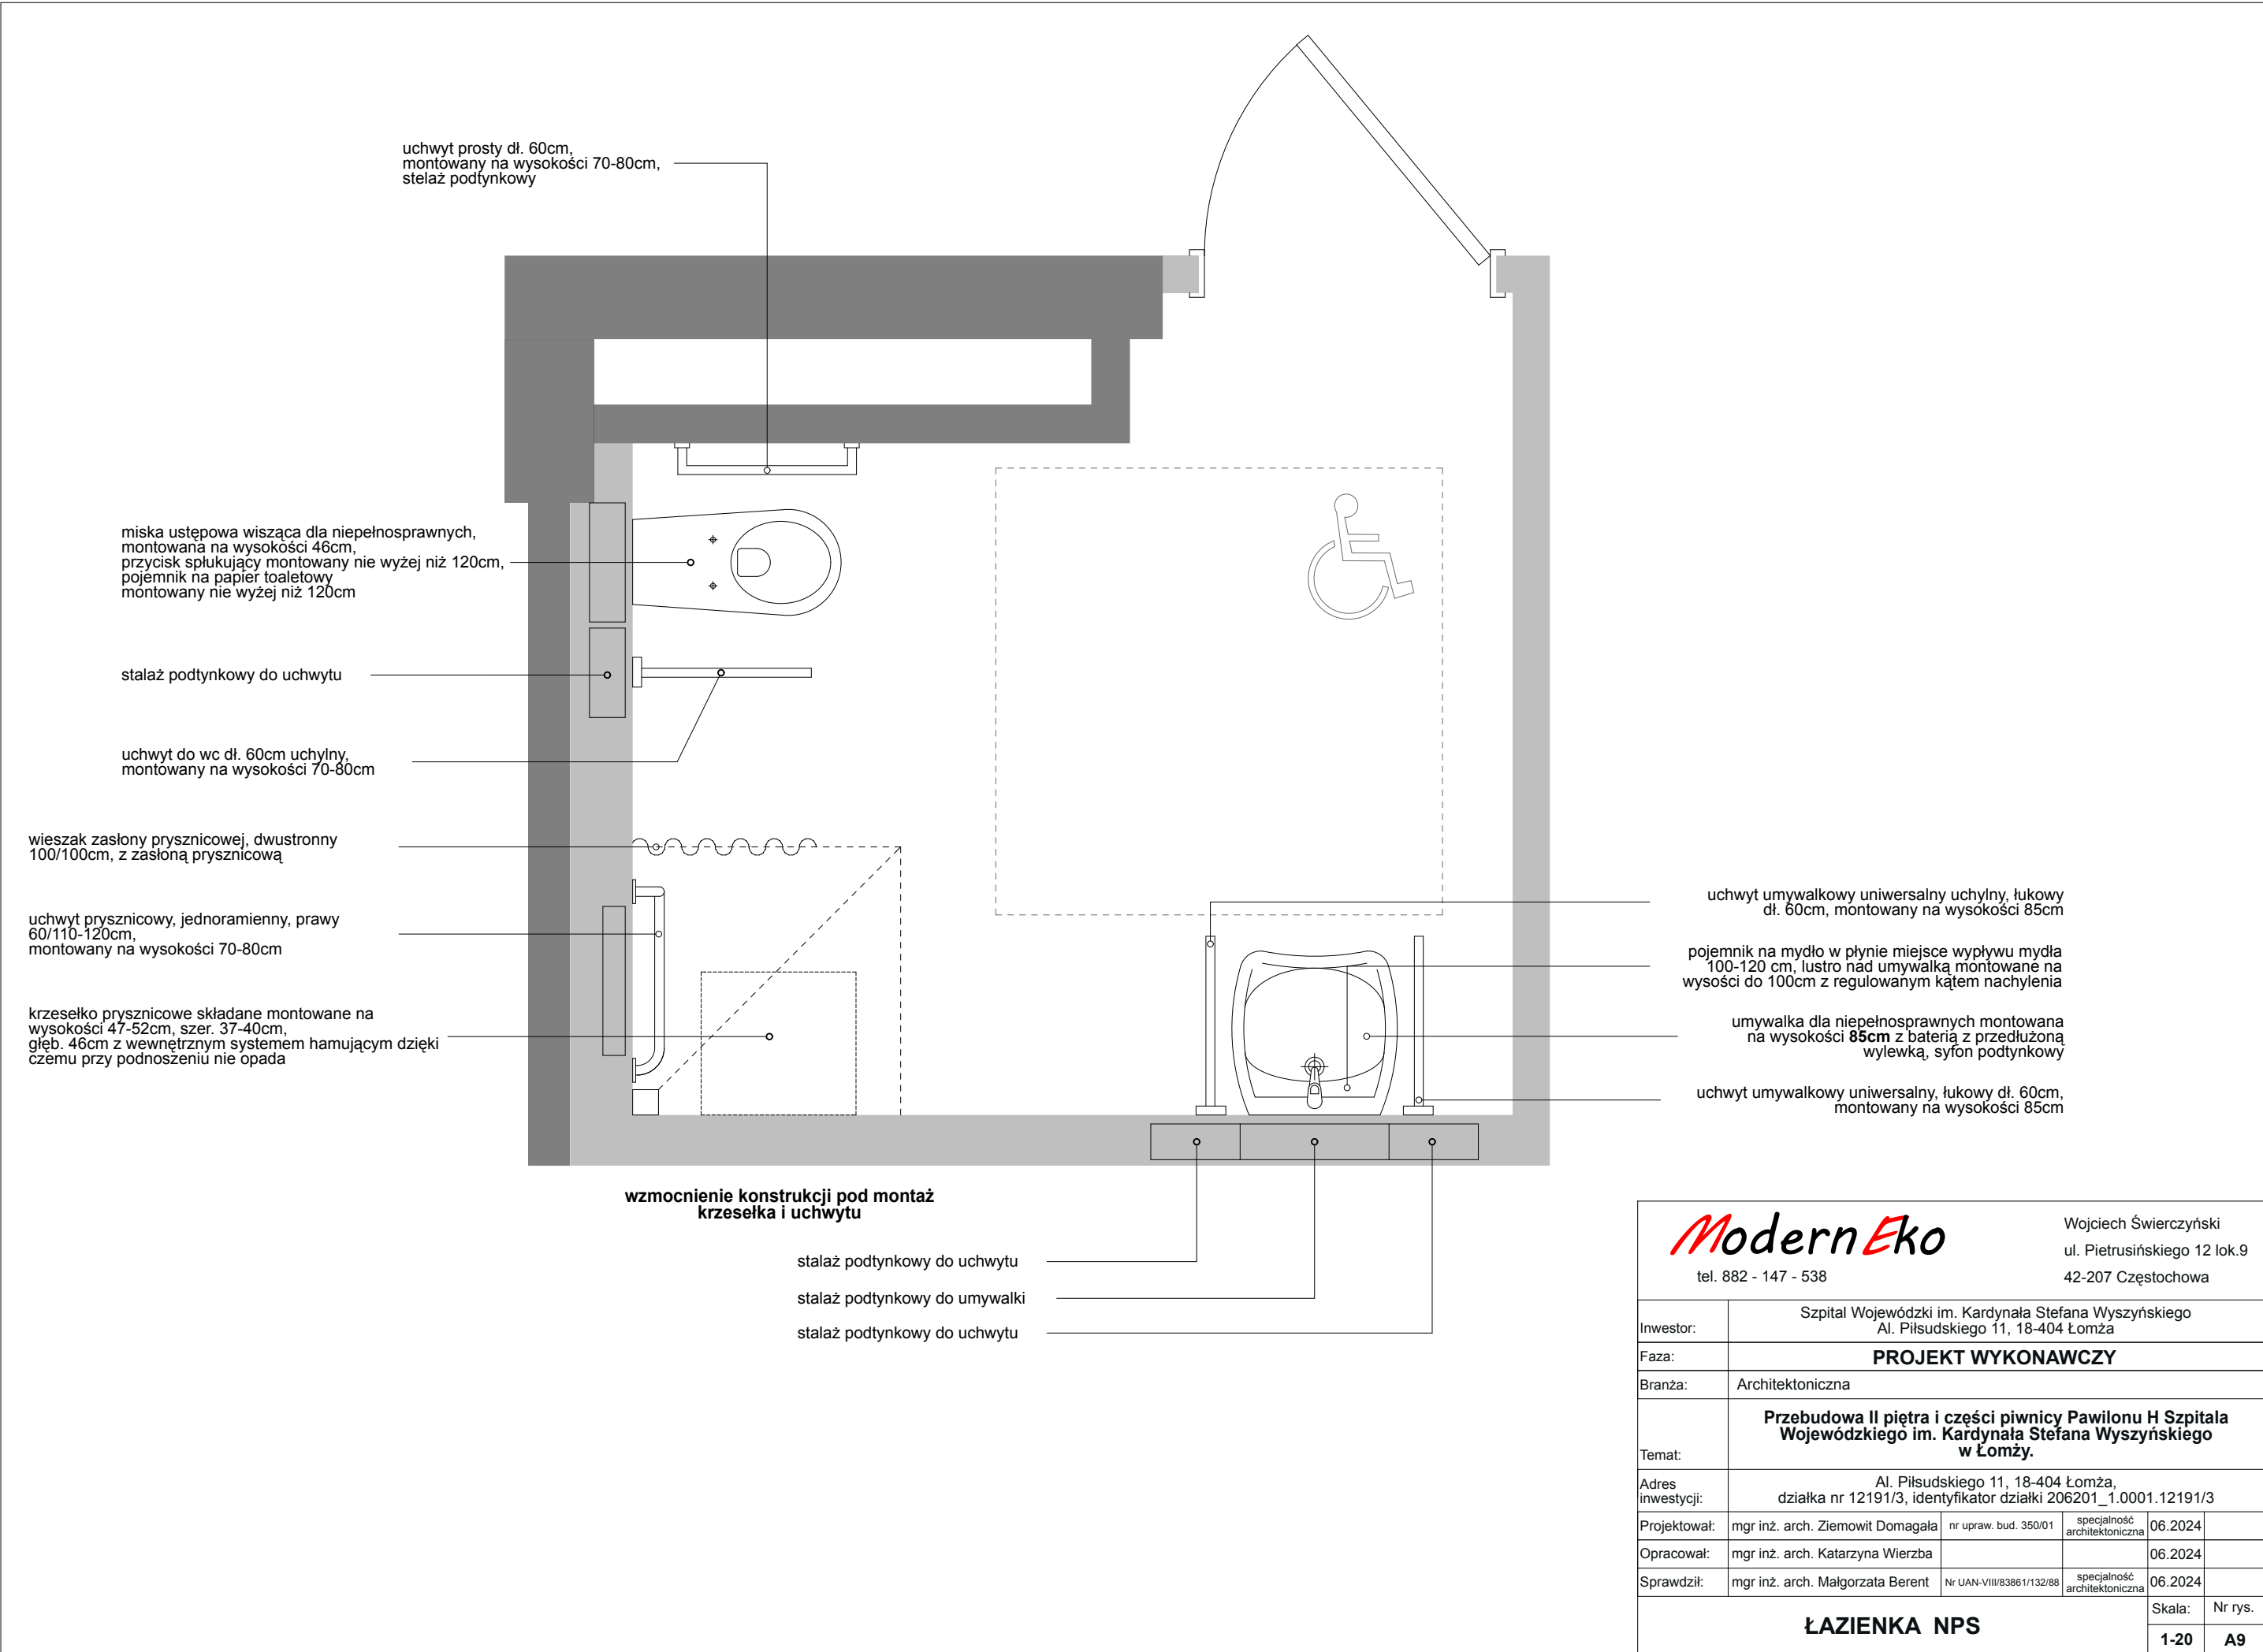 uchwyt prosty dł. 60cm,
montowany na wysokości 70-80cm,
stelaż podtynkowy
miska ustępowa wisząca dla niepełnosprawnych,
montowana na wysokości 46cm,
przycisk spłukujący montowany nie wyżej niż 120cm,
pojemnik na papier toaletowy
montowany nie wyżej niż 120cm
stalaż podtynkowy do uchwytu
uchwyt do wc dł. 60cm uchylny,
montowany na wysokości 70-80cm
wieszak zasłony prysznicowej, dwustronny
100/100cm, z zasłoną prysznicową
uchwyt prysznicowy, jednoramienny, prawy
60/110-120cm,
montowany na wysokości 70-80cm
krzesełko prysznicowe składane montowane na
wysokości 47-52cm, szer. 37-40cm,
głęb. 46cm z wewnętrznym systemem hamującym dzięki
czemu przy podnoszeniu nie opada
uchwyt umywalkowy uniwersalny uchylny, łukowy
dł. 60cm, montowany na wysokości 85cm
pojemnik na mydło w płynie miejsce wypływu mydła
100-120 cm, lustro nad umywalką montowane na
wysości do 100cm z regulowanym kątem nachylenia
umywalka dla niepełnosprawnych montowana
na wysokości 85cm z baterią z przedłużoną
wylewką, syfon podtynkowy
uchwyt umywalkowy uniwersalny, łukowy dł. 60cm,
montowany na wysokości 85cm
wzmocnienie konstrukcji pod montaż
krzesełka i uchwytu
stalaż podtynkowy do uchwytu
stalaż podtynkowy do umywalki
stalaż podtynkowy do uchwytu
ModernEko
tel. 882 - 147 - 538
Wojciech Świerczyński
ul. Pietrusińskiego 12 lok.9
42-207 Częstochowa
Inwestor:
Szpital Wojewódzki im. Kardynała Stefana Wyszyńskiego
Al. Piłsudskiego 11, 18-404 Łomża
Faza:
PROJEKT WYKONAWCZY
Branża:
Architektoniczna
Temat:
Przebudowa II piętra i części piwnicy Pawilonu H Szpitala
Wojewódzkiego im. Kardynała Stefana Wyszyńskiego
w Łomży.
Adres
inwestycji:
Al. Piłsudskiego 11, 18-404 Łomża,
działka nr 12191/3, identyfikator działki 206201_1.0001.12191/3
Projektował: mgr inż. arch. Ziemowit Domagała nr upraw. bud. 350/01 specjalność architektoniczna 06.2024
Opracował: mgr inż. arch. Katarzyna Wierzba 06.2024
Sprawdził: mgr inż. arch. Małgorzata Berent Nr UAN-VIII/83861/132/88 specjalność architektoniczna 06.2024
ŁAZIENKA NPS
Skala: Nr rys.
1-20 A9